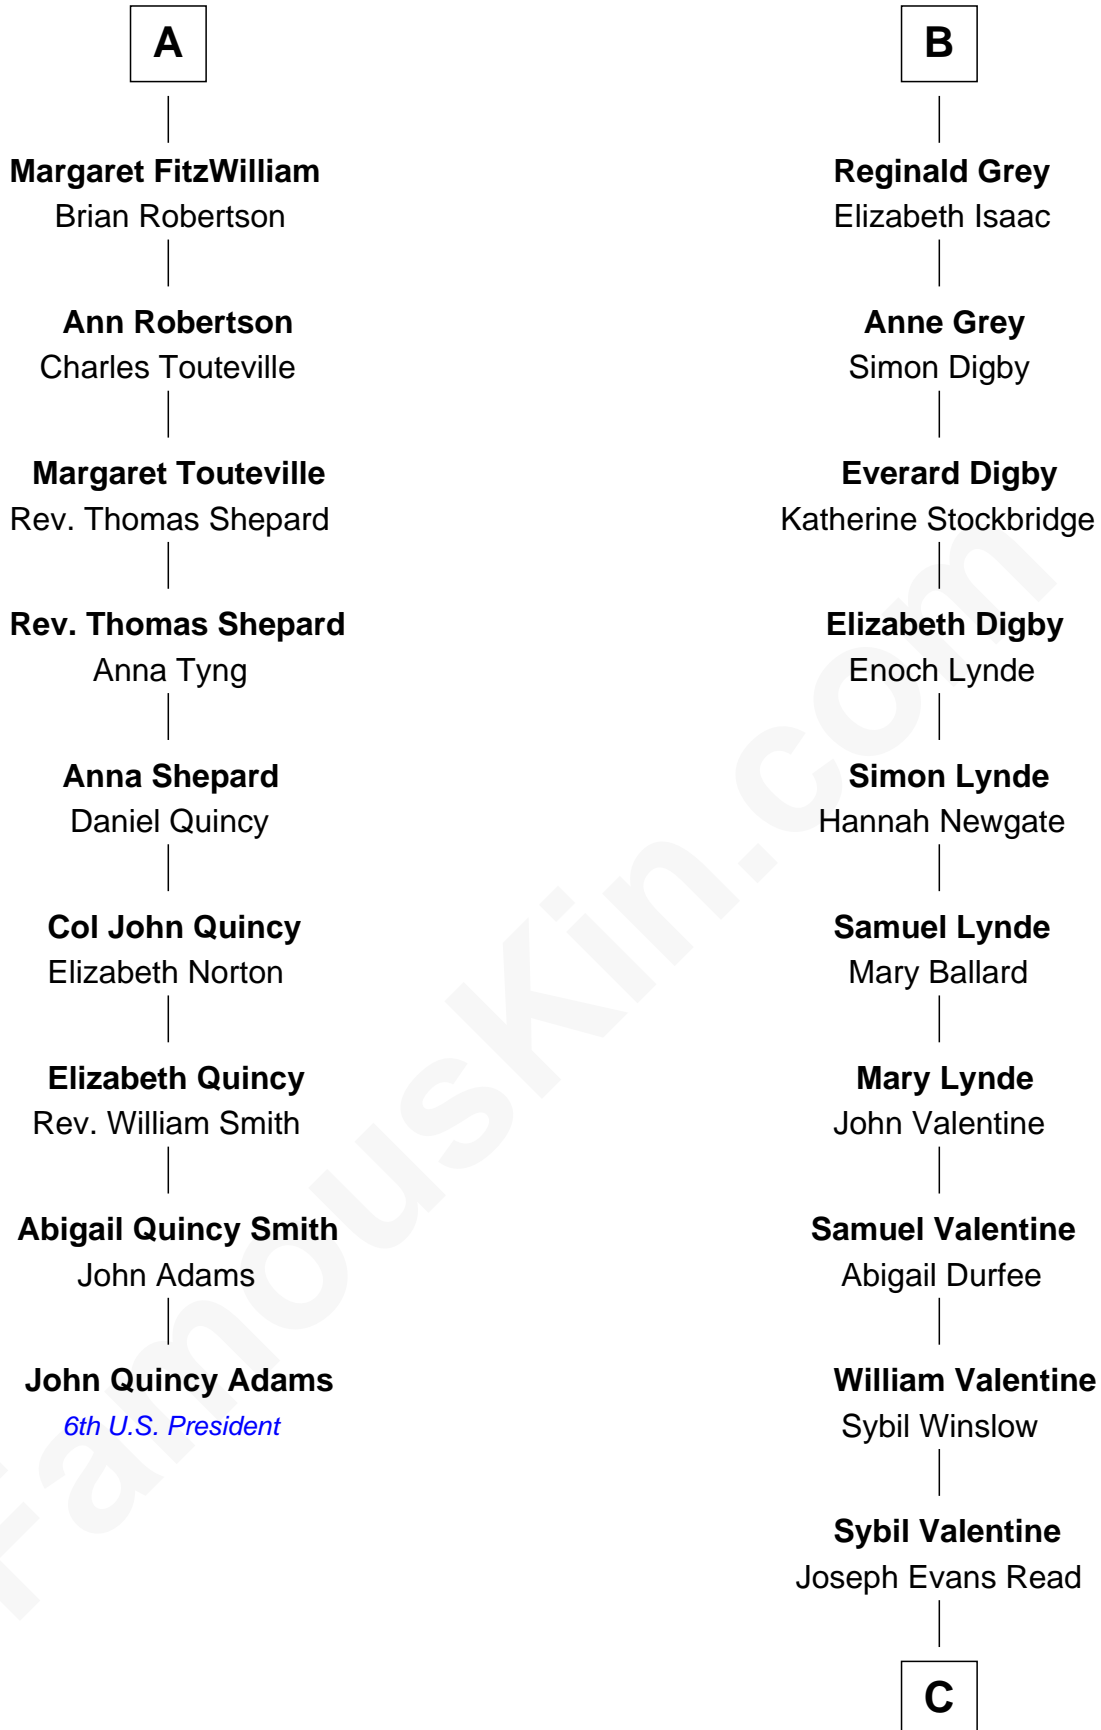 A
Margaret FitzWilliam
Brian Robertson
Ann Robertson
Charles Touteville
Margaret Touteville
Rev. Thomas Shepard
Rev. Thomas Shepard
Anna Tyng
Anna Shepard
Daniel Quincy
Col John Quincy
Elizabeth Norton
Elizabeth Quincy
Rev. William Smith
Abigail Quincy Smith
John Adams
John Quincy Adams
6th U.S. President
B
Reginald Grey
Elizabeth Isaac
Anne Grey
Simon Digby
Everard Digby
Katherine Stockbridge
Elizabeth Digby
Enoch Lynde
Simon Lynde
Hannah Newgate
Samuel Lynde
Mary Ballard
Mary Lynde
John Valentine
Samuel Valentine
Abigail Durfee
William Valentine
Sybil Winslow
Sybil Valentine
Joseph Evans Read
C
FamousKin.com